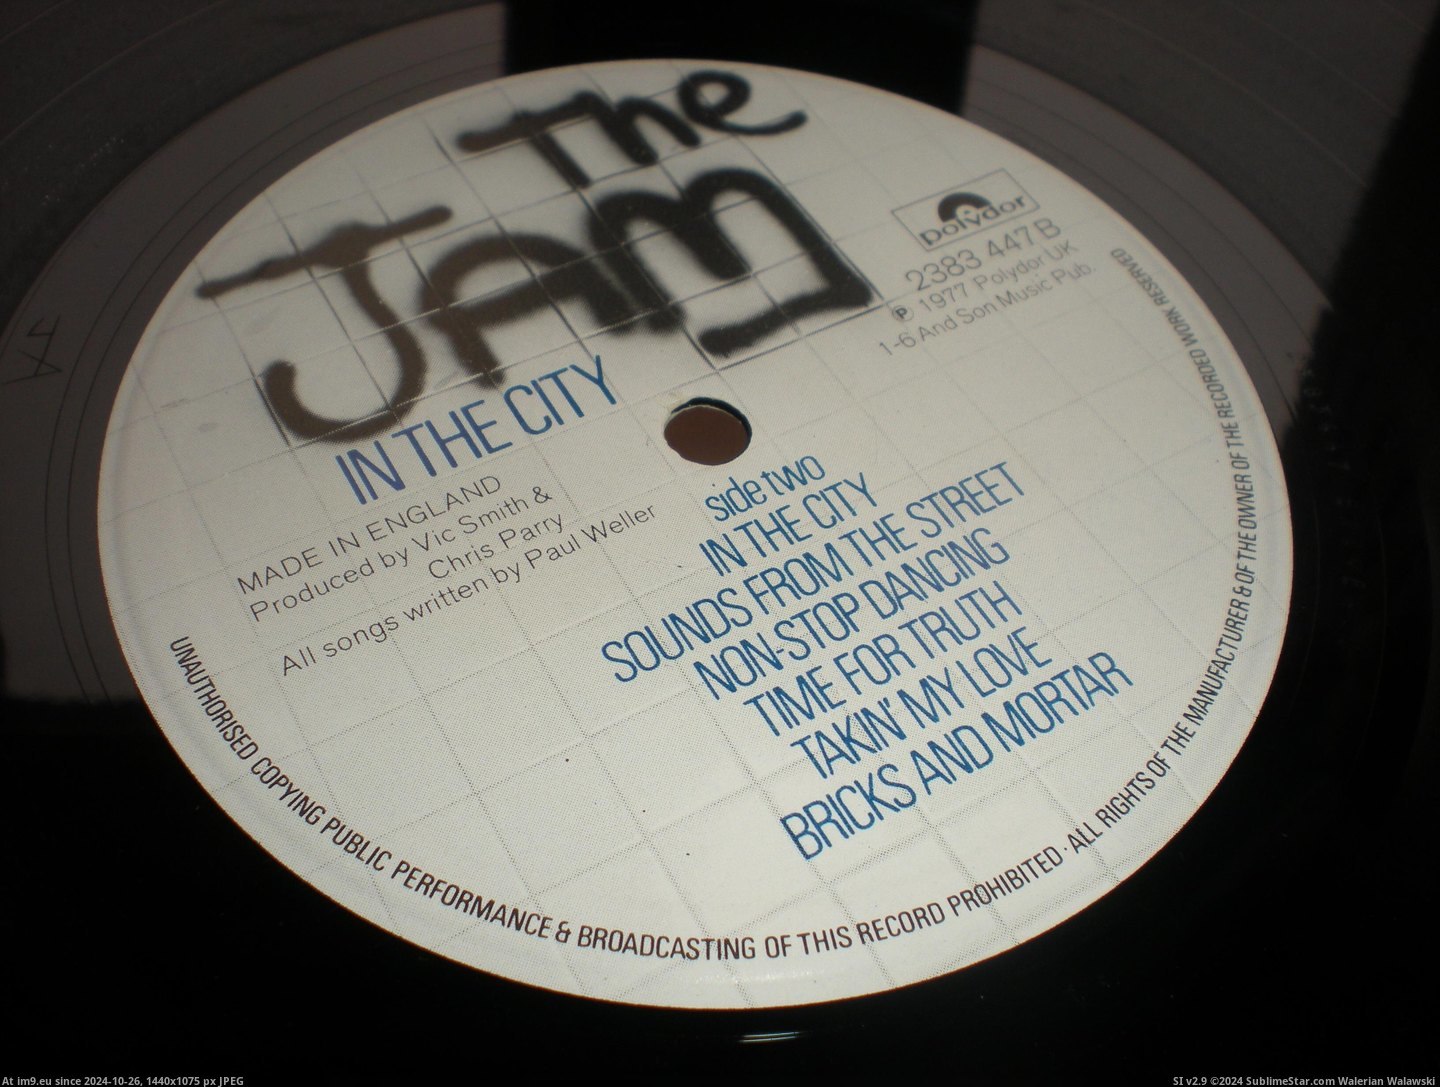 The
JAM
polydor
2383 447 B
℗ 1977 Polydor UK
1-6 And Son Music Pub.
IN THE CITY
MADE IN ENGLAND
Produced by Vic Smith &
Chris Parry
All songs written by Paul Weller
side two
IN THE CITY
SOUNDS FROM THE STREET
NON-STOP DANCING
TIME FOR TRUTH
TAKIN' MY LOVE
BRICKS AND MORTAR
UNAUTHORISED COPYING PUBLIC PERFORMANCE & BROADCASTING OF THIS RECORD PROHIBITED · ALL RIGHTS OF THE MANUFACTURER & OF THE OWNER OF THE RECORDED WORK RESERVED
At im9.eu since 2024-10-26, 1440x1075 px JPEG
SI v2.9 ©2024 SublimeStar.com Walerian Walawski